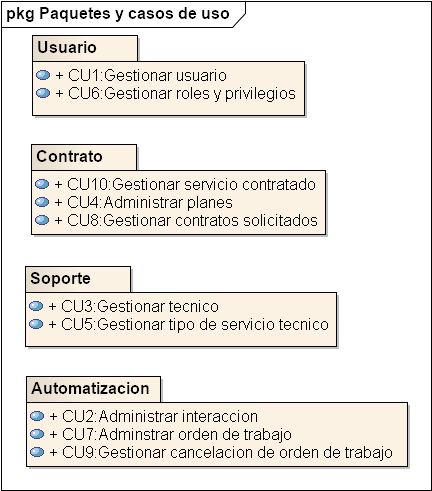 pkg Paquetes y casos de uso
Usuario
+ CU1:Gestionar usuario
+ CU6:Gestionar roles y privilegios
Contrato
+ CU10:Gestionar servicio contratado
+ CU4:Administrar planes
+ CU8:Gestionar contratos solicitados
Soporte
+ CU3:Gestionar tecnico
+ CU5:Gestionar tipo de servicio tecnico
Automatizacion
+ CU2:Administrar interaccion
+ CU7:Adminstrar orden de trabajo
+ CU9:Gestionar cancelacion de orden de trabajo